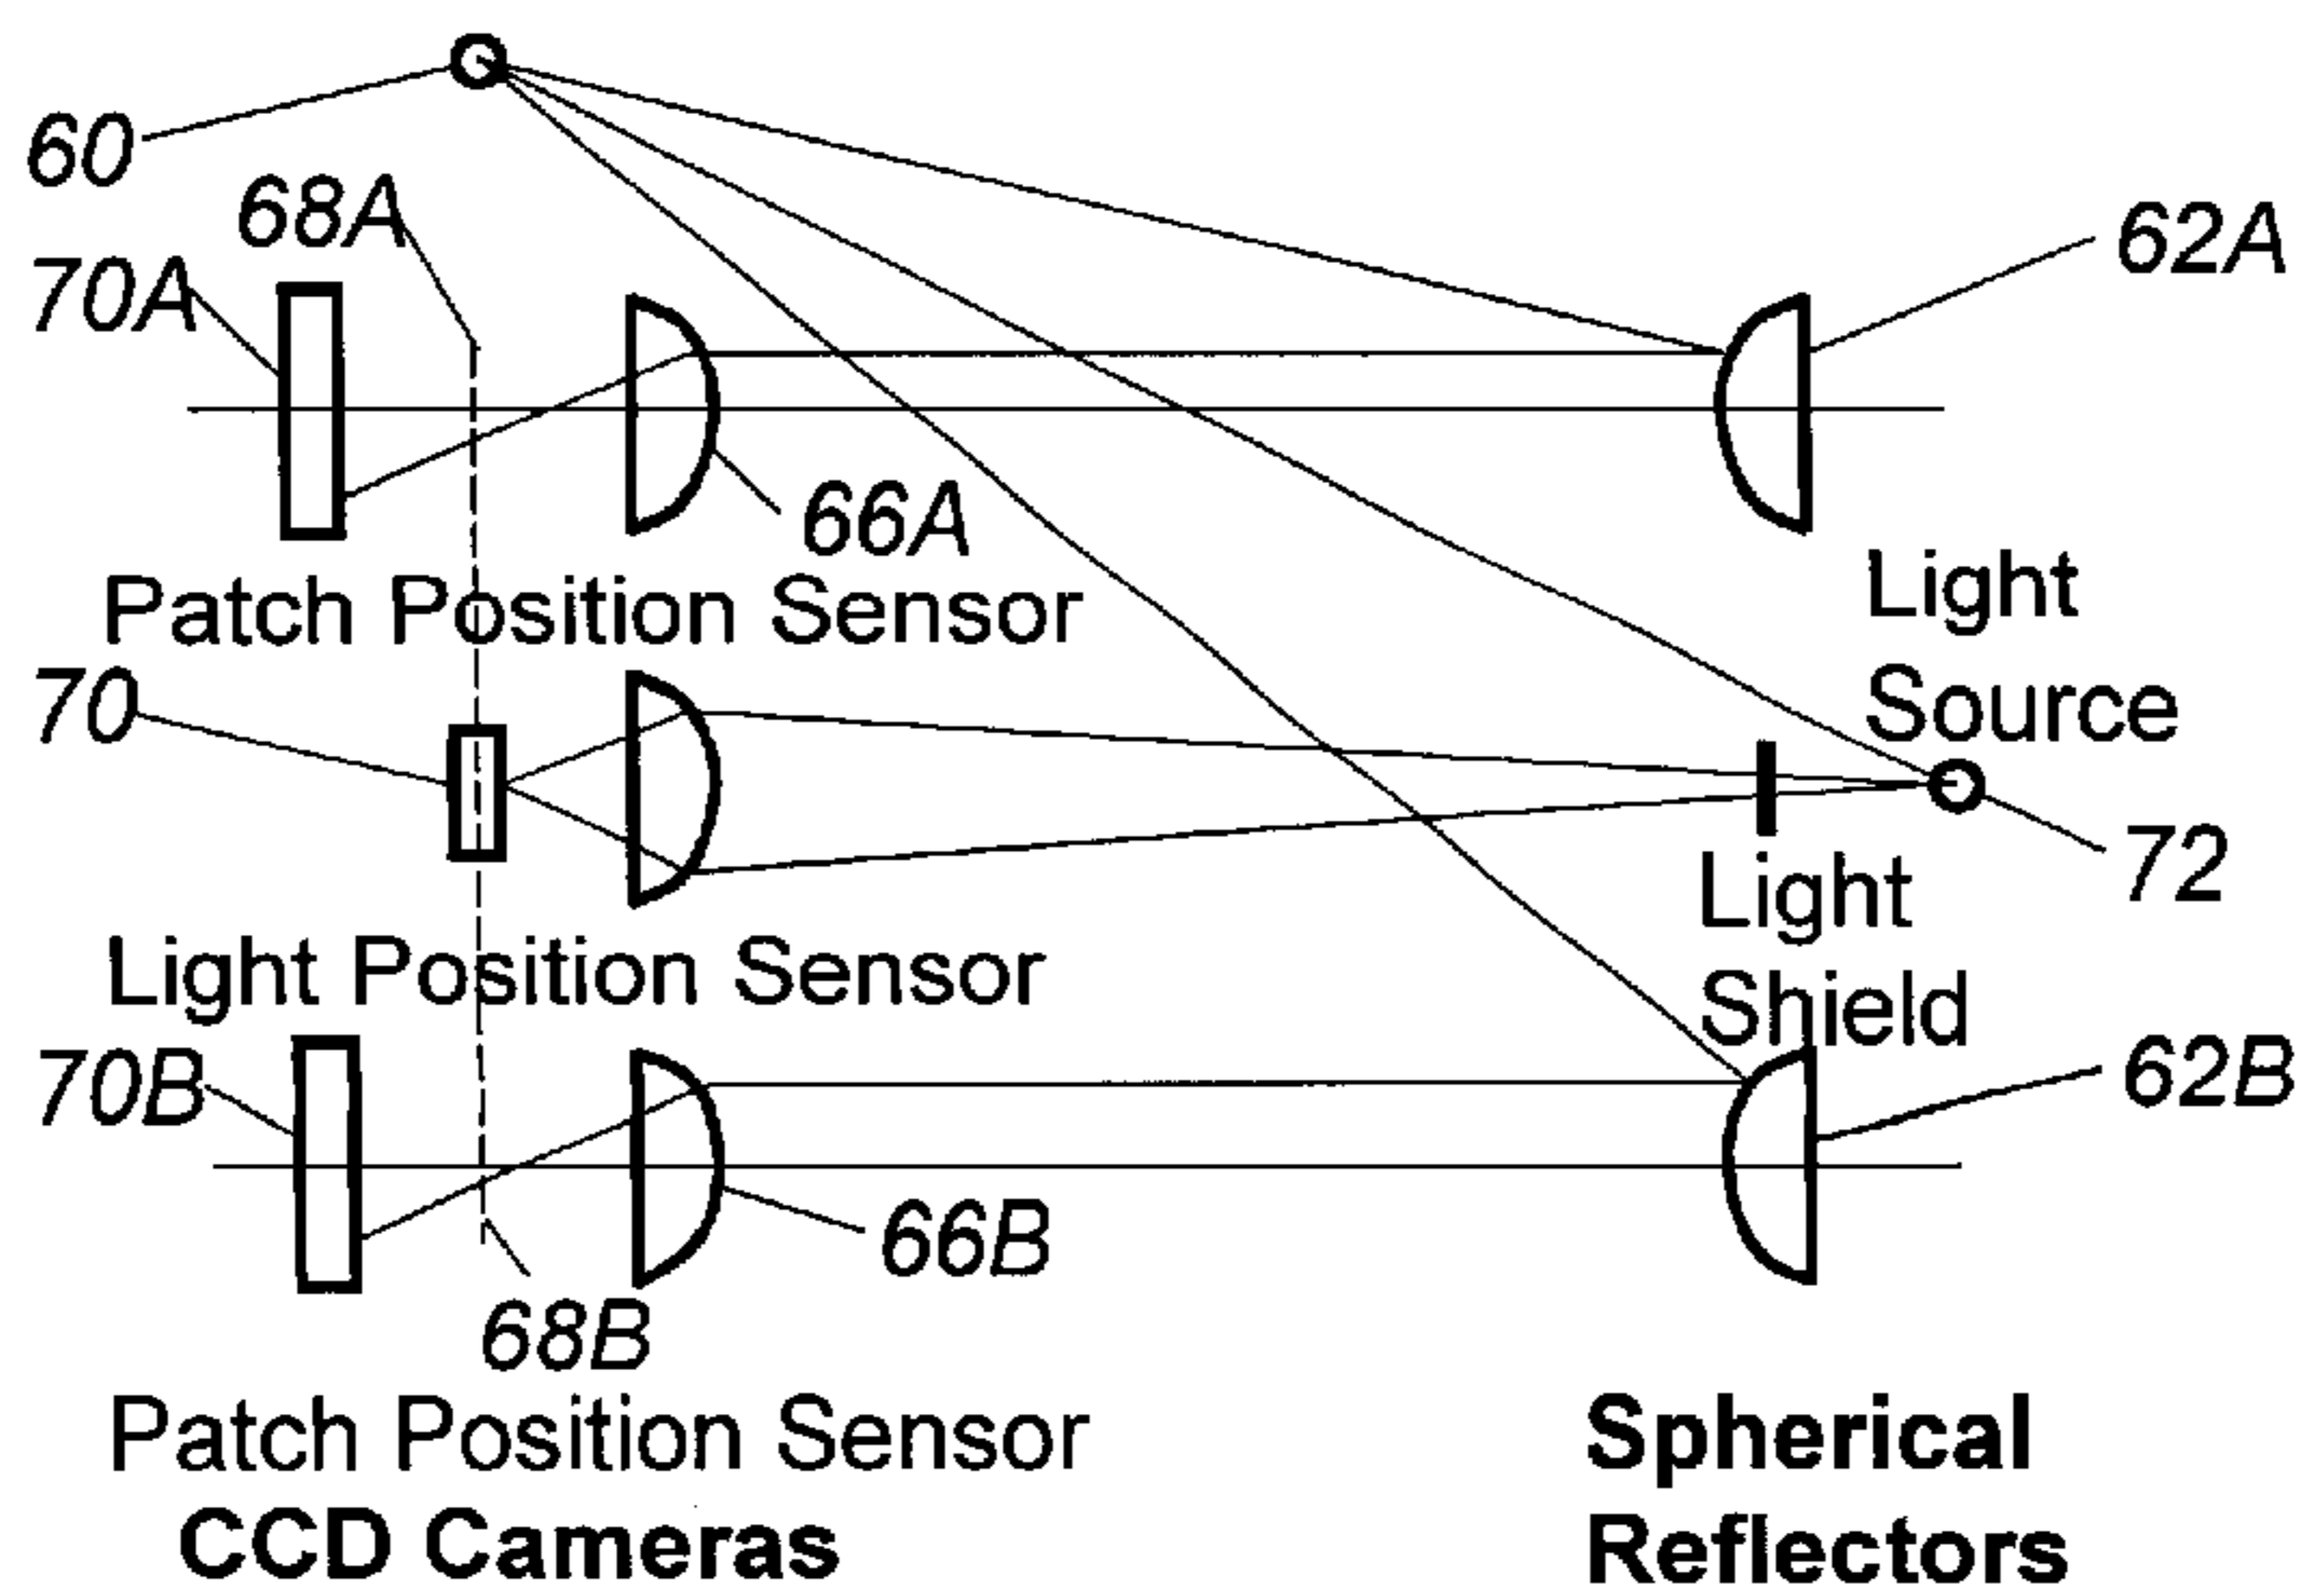 60
68A
62A
70A
66A
Light
Source
Patch Position Sensor
70
72
Light
Shield
Light Position Sensor
70B
62B
66B
68B
Patch Position Sensor
CCD Cameras
Spherical
Reflectors